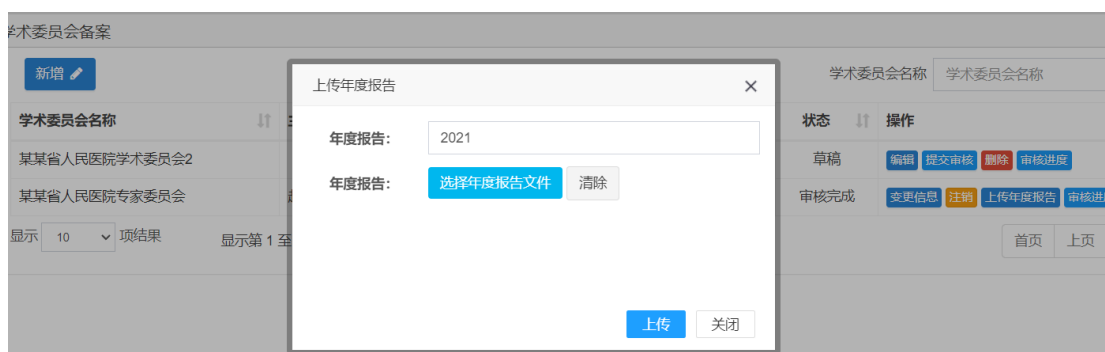 学术委员会备案
新增
学术委员会名称 学术委员会名称
上传年度报告
学术委员会名称
状态 操作
年度报告： 2021
某某省人民医院学术委员会2 草稿 编辑 提交审核 删除 审核进度
年度报告： 选择年度报告文件 清除
某某省人民医院专家委员会 审核完成 变更信息 注销 上传年度报告 审核进
显示 10 项结果 显示第 1 至
首页 上页
上传 关闭